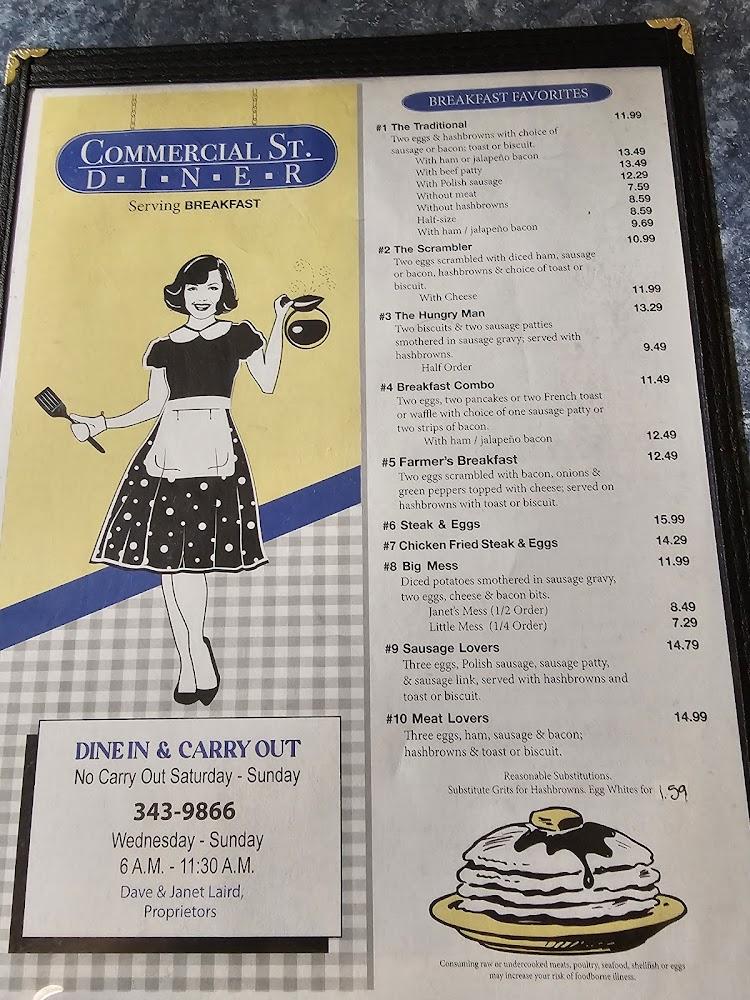 COMMERCIAL ST.
D·I·N·E·R
Serving BREAKFAST
DINE IN & CARRY OUT
No Carry Out Saturday - Sunday
343-9866
Wednesday - Sunday
6 A.M. - 11:30 A.M.
Dave & Janet Laird,
Proprietors
BREAKFAST FAVORITES
#1 The Traditional 11.99
Two eggs & hashbrowns with choice of
sausage or bacon; toast or biscuit.
With ham or jalapeño bacon 13.49
With beef patty 13.49
With Polish sausage 12.29
Without meat 7.59
Without hashbrowns 8.59
Half-size 8.59
With ham / jalapeño bacon 9.69
#2 The Scrambler 10.99
Two eggs scrambled with diced ham, sausage
or bacon, hashbrowns & choice of toast or
biscuit.
With Cheese 11.99
#3 The Hungry Man 13.29
Two biscuits & two sausage patties
smothered in sausage gravy; served with
hashbrowns.
Half Order 9.49
#4 Breakfast Combo 11.49
Two eggs, two pancakes or two French toast
or waffle with choice of one sausage patty or
two strips of bacon.
With ham / jalapeño bacon 12.49
#5 Farmer's Breakfast 12.49
Two eggs scrambled with bacon, onions &
green peppers topped with cheese; served on
hashbrowns with toast or biscuit.
#6 Steak & Eggs 15.99
#7 Chicken Fried Steak & Eggs 14.29
#8 Big Mess 11.99
Diced potatoes smothered in sausage gravy,
two eggs, cheese & bacon bits.
Janet's Mess (1/2 Order) 8.49
Little Mess (1/4 Order) 7.29
#9 Sausage Lovers 14.79
Three eggs, Polish sausage, sausage patty,
& sausage link, served with hashbrowns and
toast or biscuit.
#10 Meat Lovers 14.99
Three eggs, ham, sausage & bacon;
hashbrowns & toast or biscuit.
Reasonable Substitutions.
Substitute Grits for Hashbrowns. Egg Whites for 1.59
Consuming raw or undercooked meats, poultry, seafood, shellfish or eggs
may increase your risk of foodborne illness.